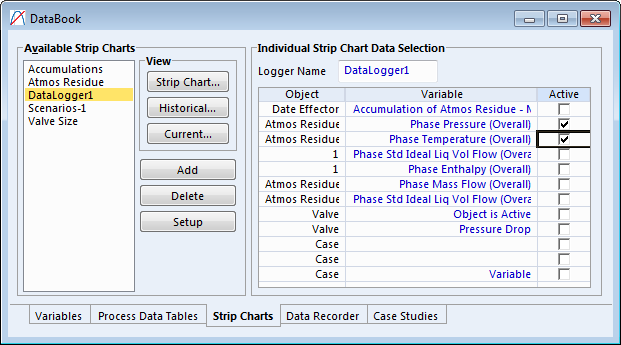 DataBook
Available Strip Charts
Accumulations
Atmos Residue
DataLogger1
Scenarios-1
Valve Size
View
Strip Chart...
Historical...
Current...
Add
Delete
Setup
Individual Strip Chart Data Selection
Logger Name DataLogger1
Object Variable Active
Date Effector Accumulation of Atmos Residue - M
Atmos Residue Phase Pressure (Overall)
Atmos Residue Phase Temperature (Overall)
1 Phase Std Ideal Liq Vol Flow (Overa
1 Phase Enthalpy (Overall)
Atmos Residue Phase Mass Flow (Overall)
Atmos Residue Phase Std Ideal Liq Vol Flow (Overa
Valve Object is Active
Valve Pressure Drop
Case
Case
Case Variable
Variables Process Data Tables Strip Charts Data Recorder Case Studies